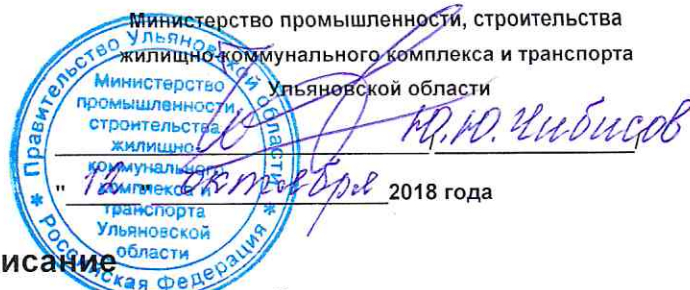 Министерство промышленности, строительства
жилищно-коммунального комплекса и транспорта
Ульяновской области
Ю.Ю. Чибисов
" октября 2018 года
Правительство Ульяновской области
* Российская Федерация *
Министерство
промышленности,
строительства
жилищно-
коммунального
комплекса и
транспорта
Ульяновской
области
исание